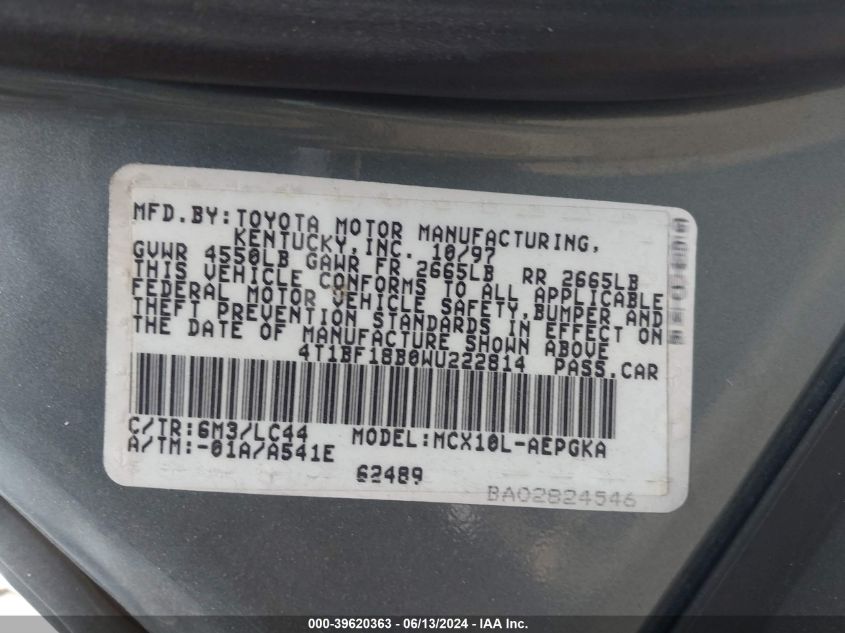 MFD.BY:TOYOTA MOTOR MANUFACTURING,
KENTUCKY,INC. 10/97
GVWR 4550LB GAWR FR 2665LB RR 2665LB
THIS VEHICLE CONFORMS TO ALL APPLICABLE
FEDERAL MOTOR VEHICLE SAFETY,BUMPER AND
THEFT PREVENTION STANDARDS IN EFFECT ON
THE DATE OF MANUFACTURE SHOWN ABOVE
4T1BF18B0WU222814 PASS.CAR
C/TR:6M3/LC44 MODEL:MCX10L-AEPGKA
A/TM:-01A/A541E
62489
BA02824546
000-39620363 - 06/13/2024 - IAA Inc.